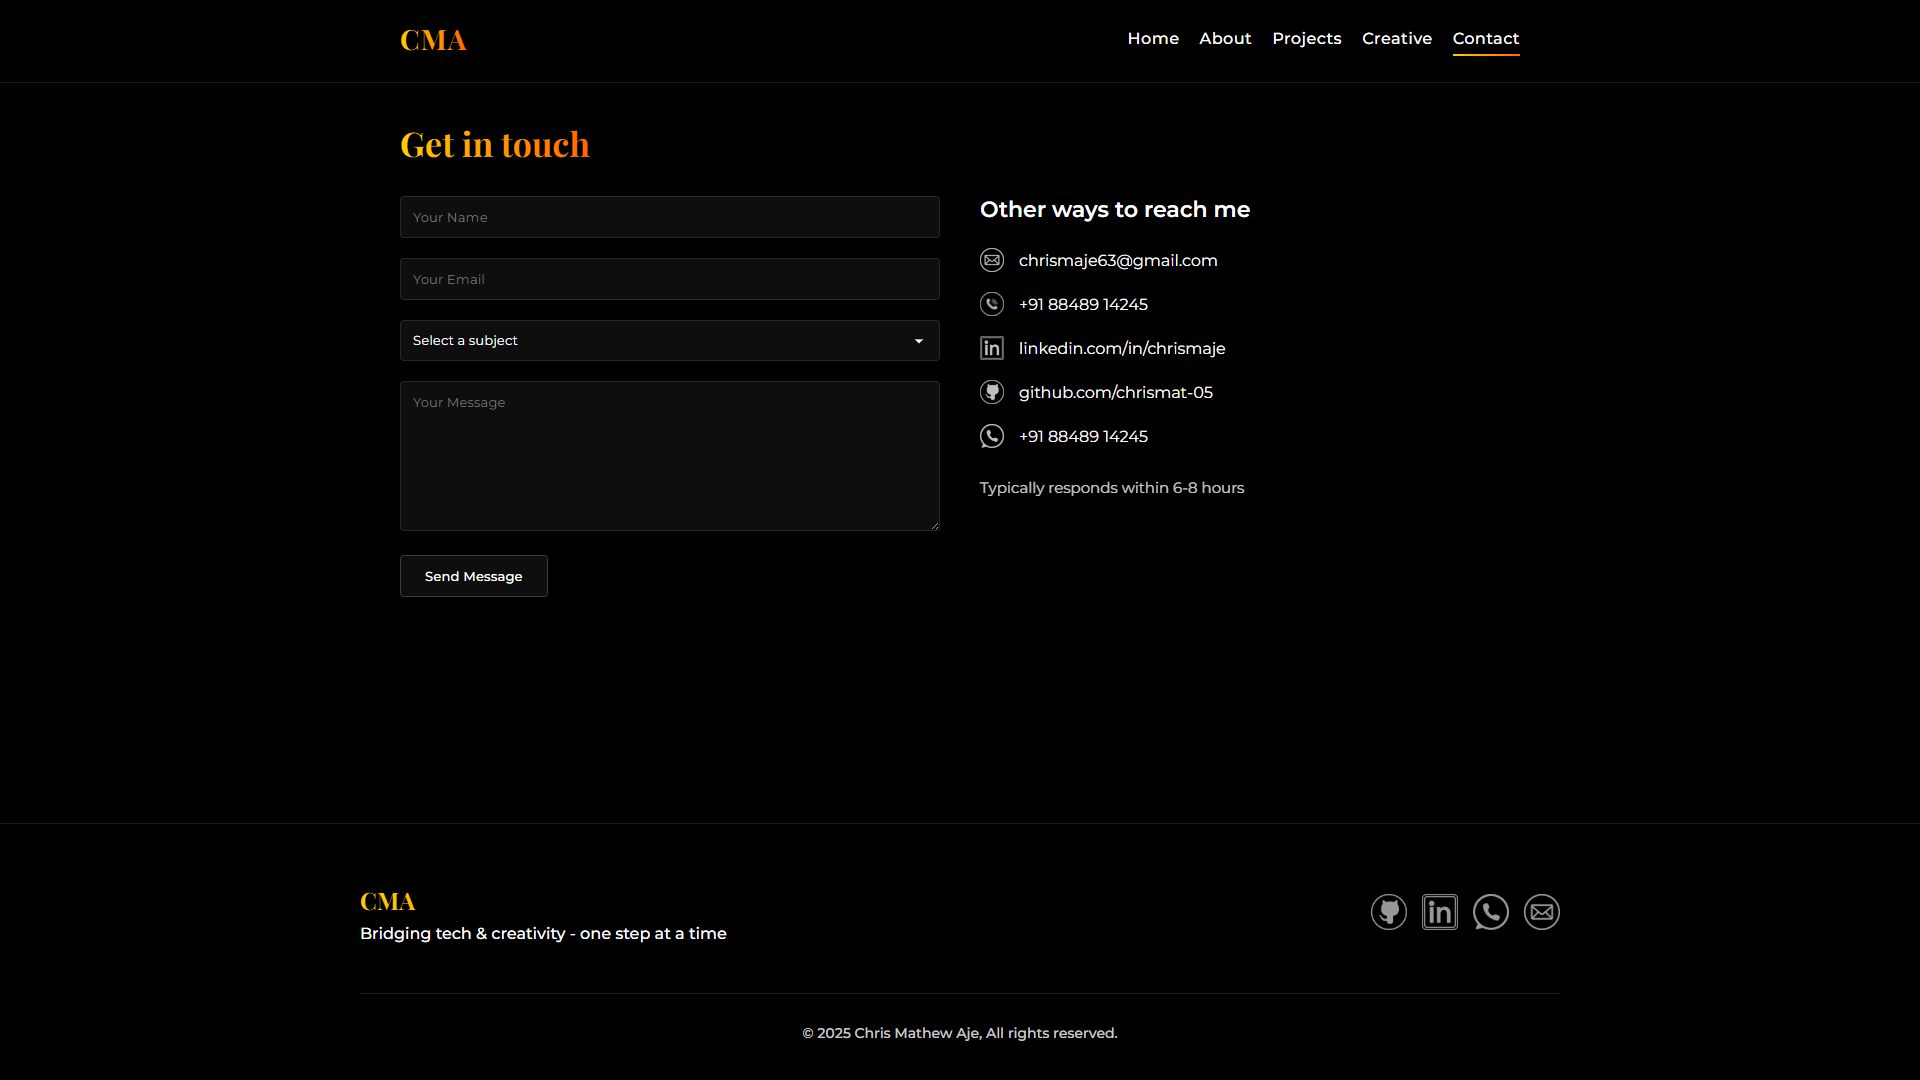 CMA
Home About Projects Creative Contact
Get in touch
Your Name
Your Email
Select a subject
Your Message
Send Message
Other ways to reach me
chrismaje63@gmail.com
+91 88489 14245
linkedin.com/in/chrismaje
github.com/chrismat-05
+91 88489 14245
Typically responds within 6-8 hours
CMA
Bridging tech & creativity - one step at a time
© 2025 Chris Mathew Aje, All rights reserved.